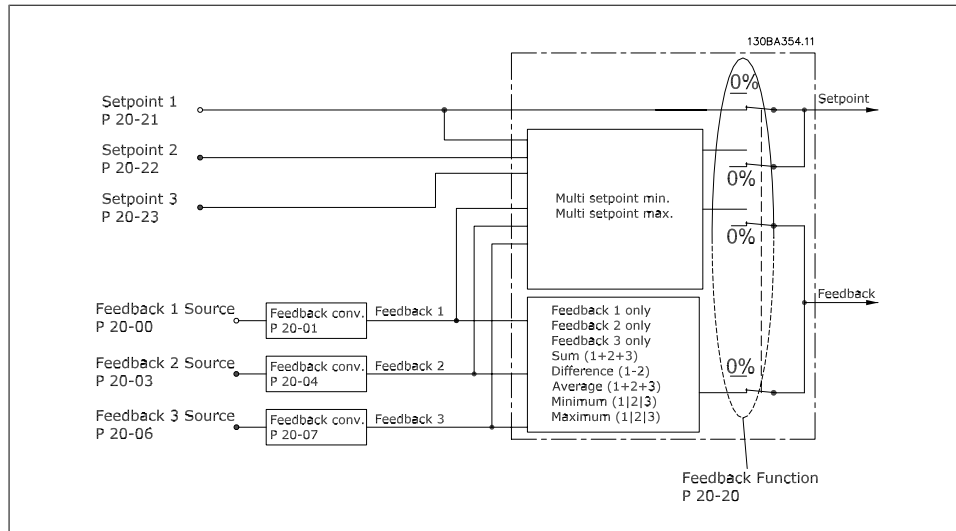 130BA354.11
0%
Setpoint 1
P 20-21
Setpoint
Setpoint 2
P 20-22
0%
Setpoint 3
P 20-23
Multi setpoint min.
Multi setpoint max.
0%
Feedback
Feedback 1 Source
P 20-00
Feedback conv.
P 20-01
Feedback 1
Feedback 2 Source
P 20-03
Feedback conv.
P 20-04
Feedback 2
Feedback 3 Source
P 20-06
Feedback conv.
P 20-07
Feedback 3
Feedback 1 only
Feedback 2 only
Feedback 3 only
Sum (1+2+3)
Difference (1-2)
Average (1+2+3)
Minimum (1|2|3)
Maximum (1|2|3)
0%
Feedback Function
P 20-20